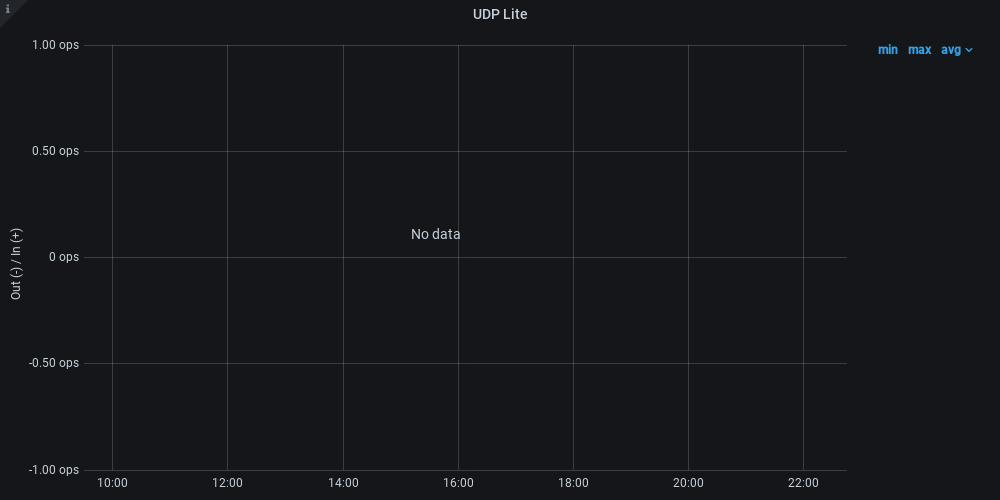 UDP Lite
min max avg
1.00 ops
0.50 ops
0 ops
-0.50 ops
-1.00 ops
Out (-) / In (+)
No data
10:00 12:00 14:00 16:00 18:00 20:00 22:00